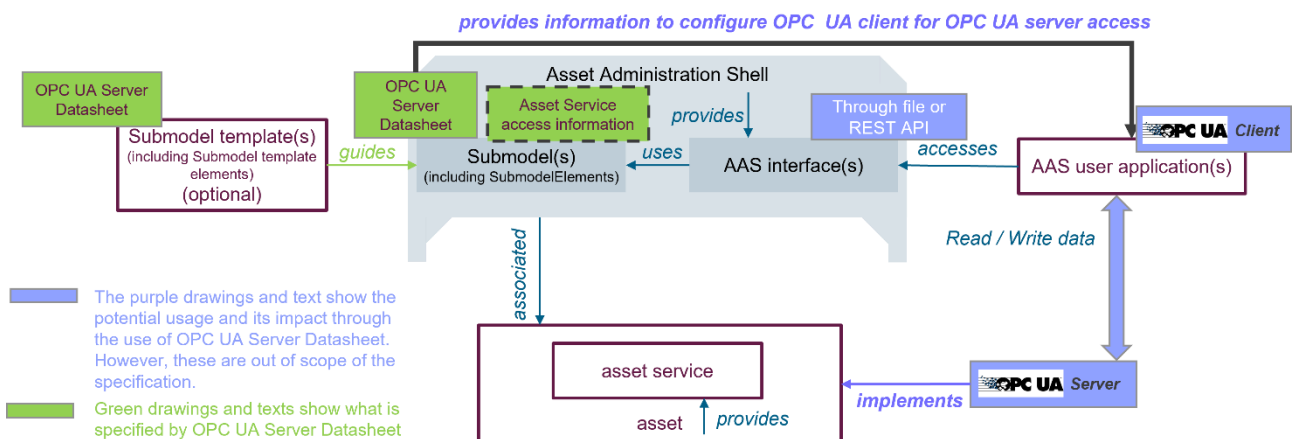 provides information to configure OPC UA client for OPC UA server access
OPC UA Server
Datasheet
Submodel template(s)
(including Submodel template
elements)
(optional)
guides
OPC UA
Server
Datasheet
Asset Administration Shell
Asset Service
access information
provides
Through file or
REST API
Submodel(s)
(including SubmodelElements)
uses
AAS interface(s)
accesses
OPC UA Client
AAS user application(s)
Read / Write data
associated
The purple drawings and text show the
potential usage and its impact through
the use of OPC UA Server Datasheet.
However, these are out of scope of the
specification.
Green drawings and texts show what is
specified by OPC UA Server Datasheet
asset service
asset
provides
implements
OPC UA Server